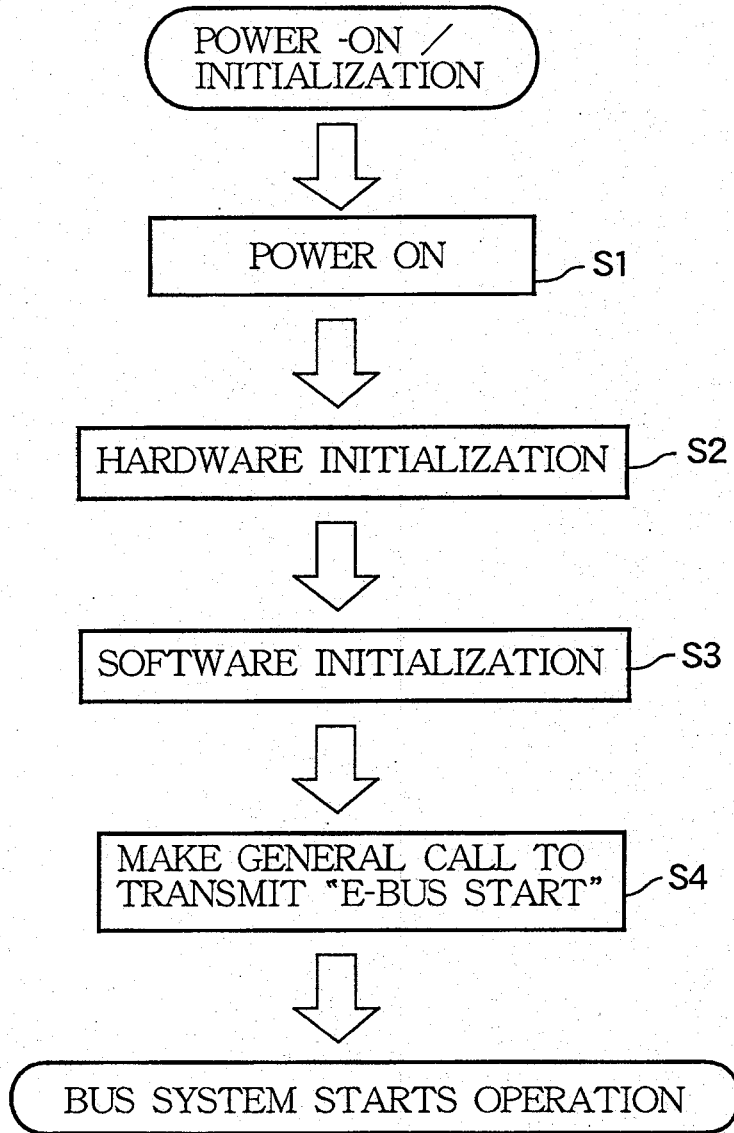 POWER -ON /
INITIALIZATION
POWER ON
S1
HARDWARE INITIALIZATION
S2
SOFTWARE INITIALIZATION
S3
MAKE GENERAL CALL TO
TRANSMIT “E-BUS START”
S4
BUS SYSTEM STARTS OPERATION